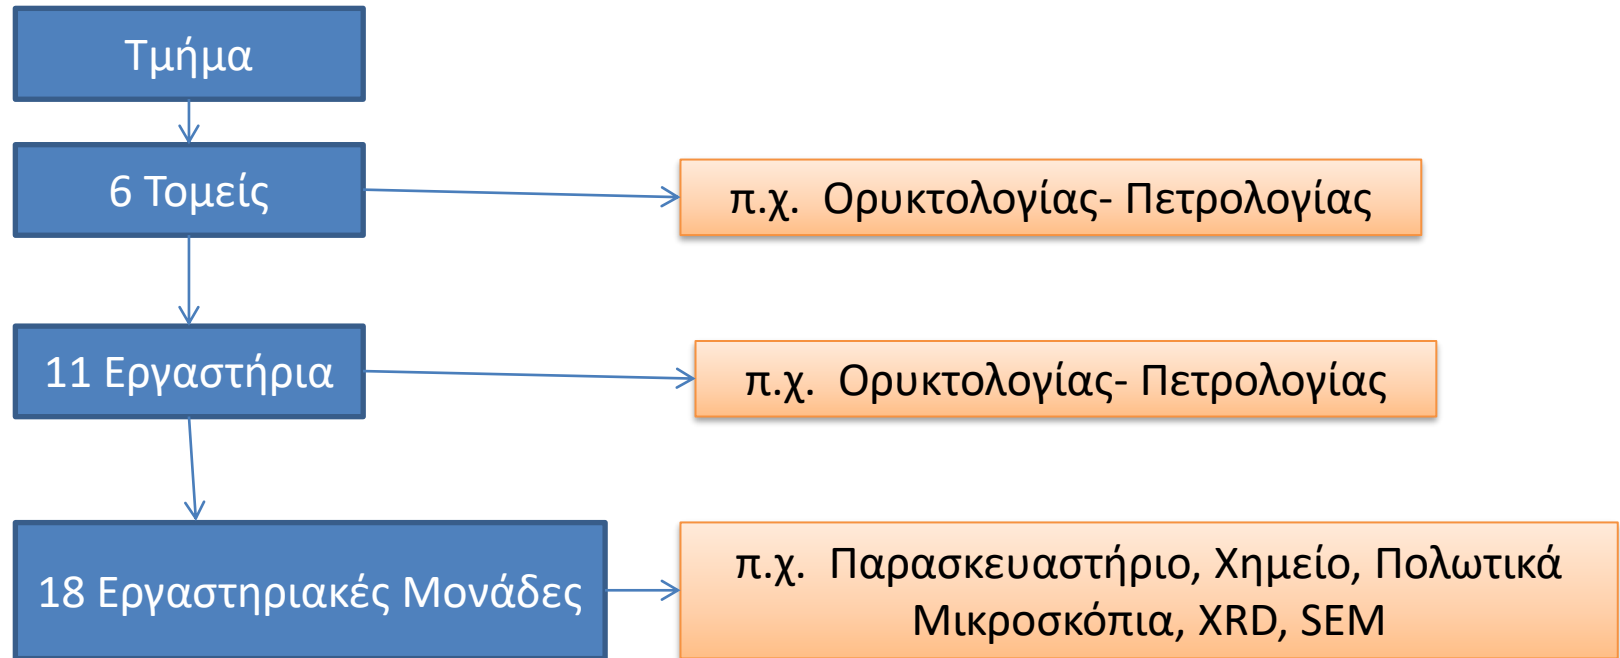 Τμήμα
6 Τομείς
π.χ. Ορυκτολογίας- Πετρολογίας
11 Εργαστήρια
π.χ. Ορυκτολογίας- Πετρολογίας
18 Εργαστηριακές Μονάδες
π.χ. Παρασκευαστήριο, Χημείο, Πολωτικά
Μικροσκόπια, XRD, SEM